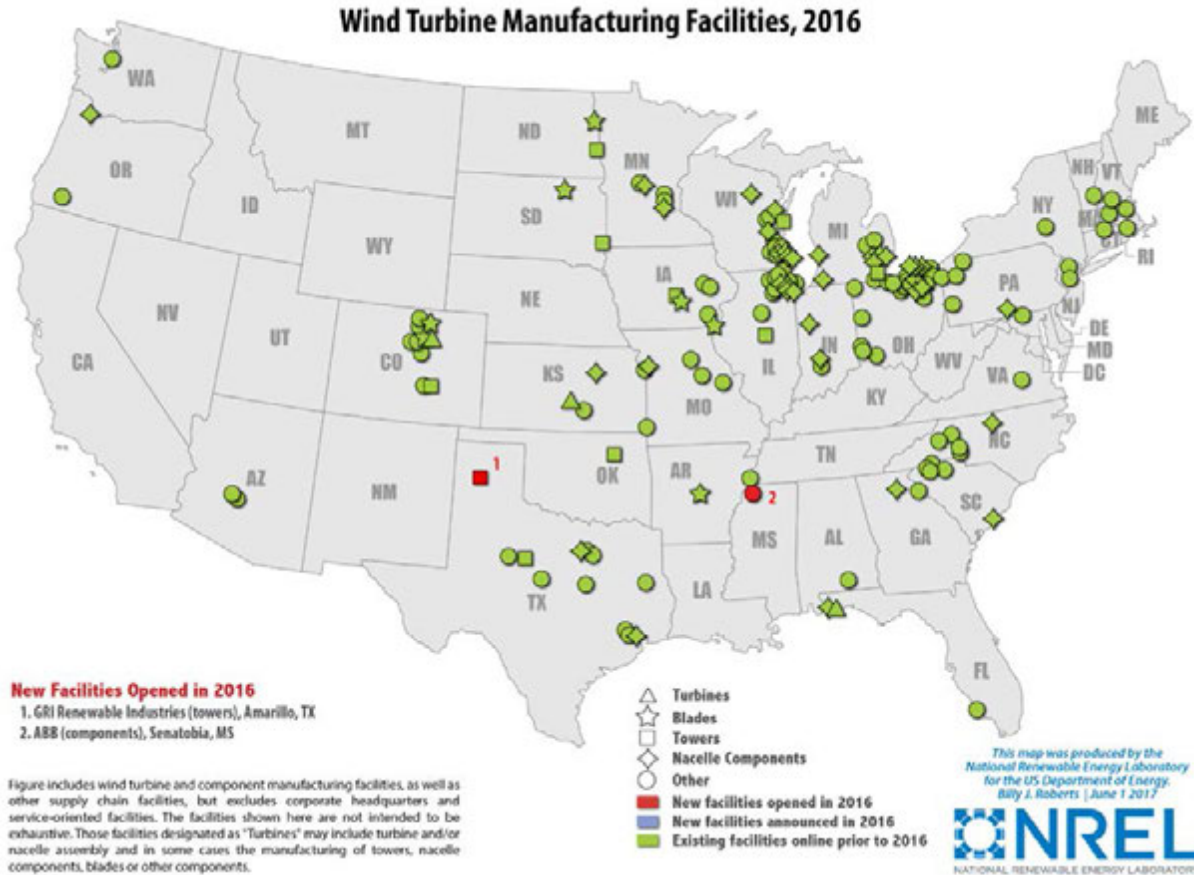 Wind Turbine Manufacturing Facilities, 2016
WA
MT
ND
MN
ME
OR
ID
SD
WI
MI
NY
NH
VT
MA
CT
RI
WY
IA
PA
NJ
NV
NE
UT
CO
IL
IN
OH
DE
MD
DC
CA
KS
MO
WV
VA
KY
AZ
NM
1
OK
AR
TN
NC
2
SC
MS
AL
GA
TX
LA
FL
New Facilities Opened in 2016
1. GRI Renewable Industries (towers), Amarillo, TX
2. ABB (components), Senatobia, MS
Turbines
Blades
Towers
Nacelle Components
Other
New facilities opened in 2016
New facilities announced in 2016
Existing facilities online prior to 2016
Figure includes wind turbine and component manufacturing facilities, as well as
other supply chain facilities, but excludes corporate headquarters and
service-oriented facilities. The facilities shown here are not intended to be
exhaustive. Those facilities designated as "Turbines" may include turbine and/or
nacelle assembly and in some cases the manufacturing of towers, nacelle
components, blades or other components.
This map was produced by the
National Renewable Energy Laboratory
for the US Department of Energy.
Billy J. Roberts | June 1 2017
NREL
NATIONAL RENEWABLE ENERGY LABORATORY